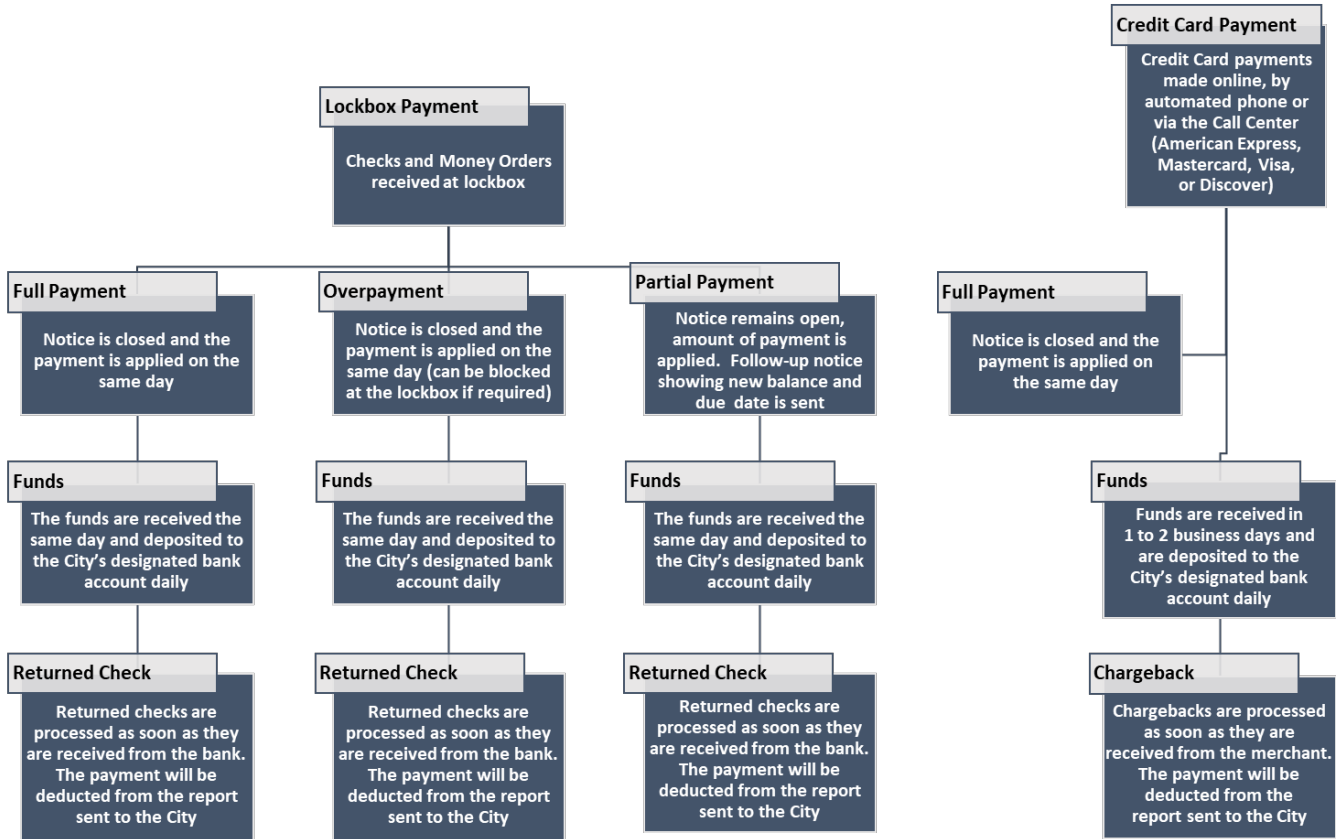 Credit Card Payment
Credit Card payments
made online, by
automated phone or
via the Call Center
(American Express,
Mastercard, Visa,
or Discover)
Lockbox Payment
Checks and Money Orders
received at lockbox
Full Payment
Notice is closed and the
payment is applied on the
same day
Overpayment
Notice is closed and the
payment is applied on the
same day (can be blocked
at the lockbox if required)
Partial Payment
Notice remains open,
amount of payment is
applied. Follow-up notice
showing new balance and
due date is sent
Full Payment
Notice is closed and the
payment is applied on
the same day
Funds
The funds are received the
same day and deposited to
the City’s designated bank
account daily
Funds
The funds are received the
same day and deposited to
the City’s designated bank
account daily
Funds
The funds are received the
same day and deposited to
the City’s designated bank
account daily
Funds
Funds are received in
1 to 2 business days and
are deposited to the
City’s designated bank
account daily
Returned Check
Returned checks are
processed as soon as they
are received from the bank.
The payment will be
deducted from the report
sent to the City
Returned Check
Returned checks are
processed as soon as they
are received from the bank.
The payment will be
deducted from the report
sent to the City
Returned Check
Returned checks are
processed as soon as they
are received from the bank.
The payment will be
deducted from the report
sent to the City
Chargeback
Chargebacks are processed
as soon as they are
received from the merchant.
The payment will be
deducted from the
report sent to the City